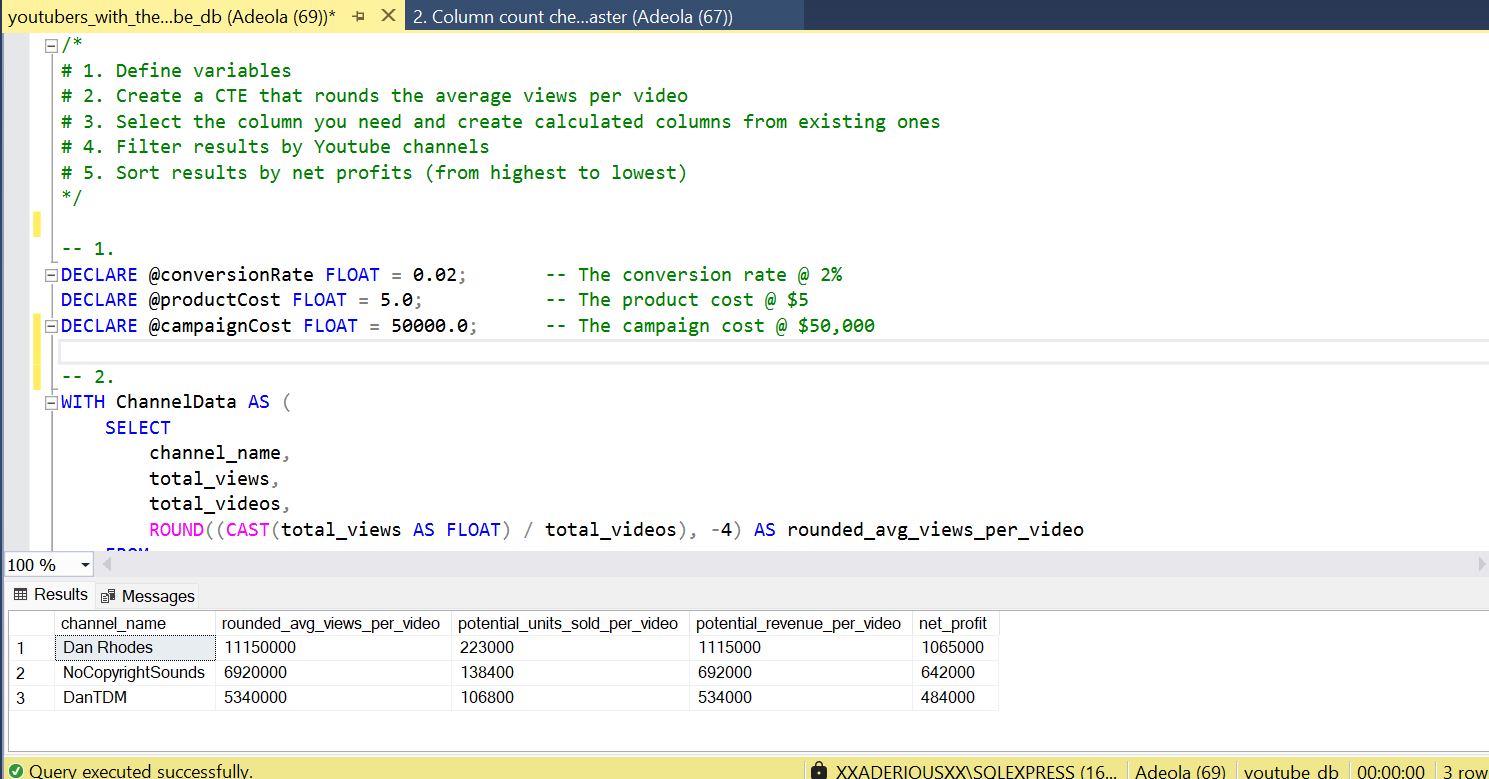 youtubers_with_the...be_db (Adeola (69))* 2. Column count che...aster (Adeola (67))
/*
# 1. Define variables
# 2. Create a CTE that rounds the average views per video
# 3. Select the column you need and create calculated columns from existing ones
# 4. Filter results by Youtube channels
# 5. Sort results by net profits (from highest to lowest)
*/
-- 1.
DECLARE @conversionRate FLOAT = 0.02; -- The conversion rate @ 2%
DECLARE @productCost FLOAT = 5.0; -- The product cost @ $5
DECLARE @campaignCost FLOAT = 50000.0; -- The campaign cost @ $50,000
-- 2.
WITH ChannelData AS (
SELECT
channel_name,
total_views,
total_videos,
ROUND((CAST(total_views AS FLOAT) / total_videos), -4) AS rounded_avg_views_per_video
FROM
100 %
Results Messages
channel_name rounded_avg_views_per_video potential_units_sold_per_video potential_revenue_per_video net_profit
1 Dan Rhodes 11150000 223000 1115000 1065000
2 NoCopyrightSounds 6920000 138400 692000 642000
3 DanTDM 5340000 106800 534000 484000
Query executed successfully. XXADERIOUSXX\SQLEXPRESS (16... Adeola (69) youtube_db 00:00:00 3 row